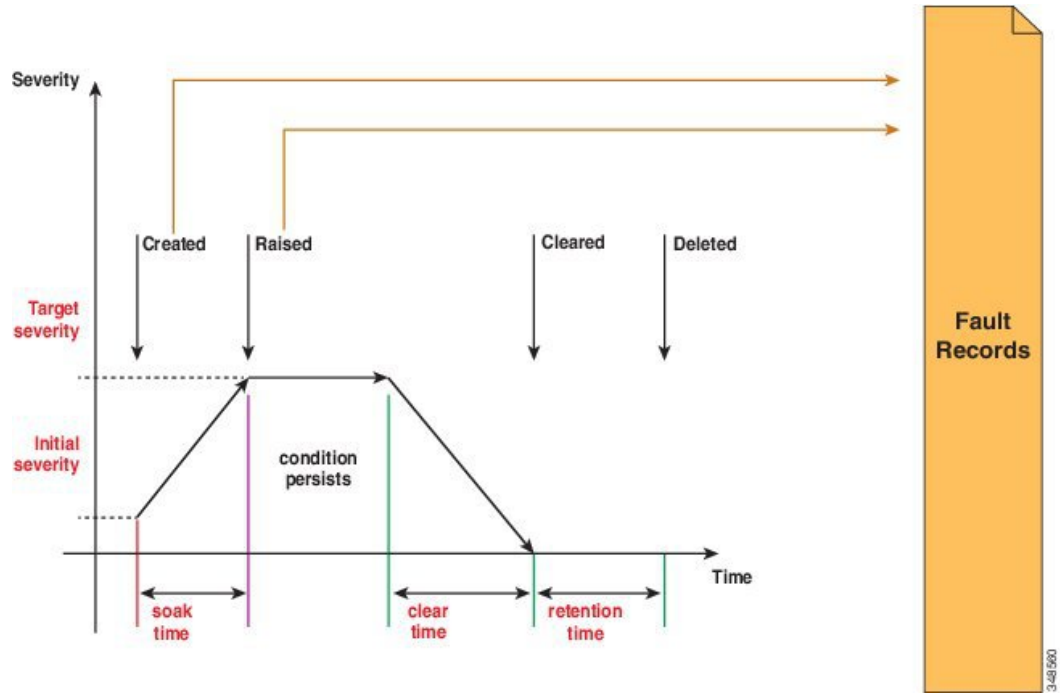 Severity
Created
Raised
Cleared
Deleted
Target
severity
Initial
severity
condition
persists
Time
soak
time
clear
time
retention
time
Fault
Records
348560